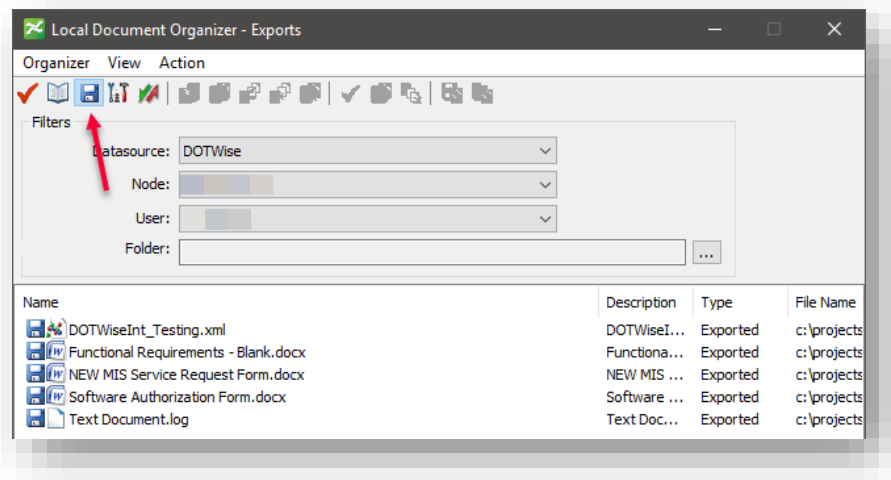 Local Document Organizer - Exports
Organizer View Action
Filters
Datasource: DOTWise
Node:
User:
Folder: ...
Name Description Type File Name
DOTWiseInt_Testing.xml DOTWiseI... Exported c:\projects
Functional Requirements - Blank.docx Functiona... Exported c:\projects
NEW MIS Service Request Form.docx NEW MIS ... Exported c:\projects
Software Authorization Form.docx Software ... Exported c:\projects
Text Document.log Text Doc... Exported c:\projects